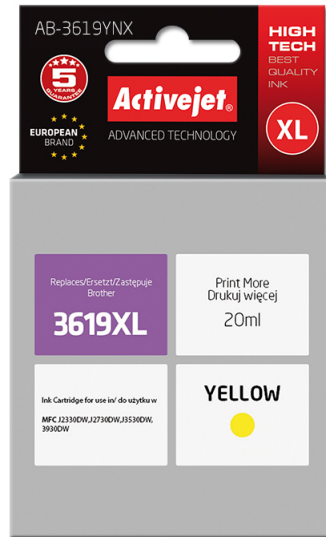 AB-3619YNX
HIGH
TECH
BEST
QUALITY
INK
5
YEARS
GUARANTEE
Activejet®
EUROPEAN
BRAND
ADVANCED TECHNOLOGY
XL
Replaces/Ersetzt/Zastępuje
Brother
3619XL
Print More
Drukuj więcej
20ml
Ink Cartridge for use in/ do użytku w
MFC J2330DW,J2730DW,J3530DW,
3930DW
YELLOW